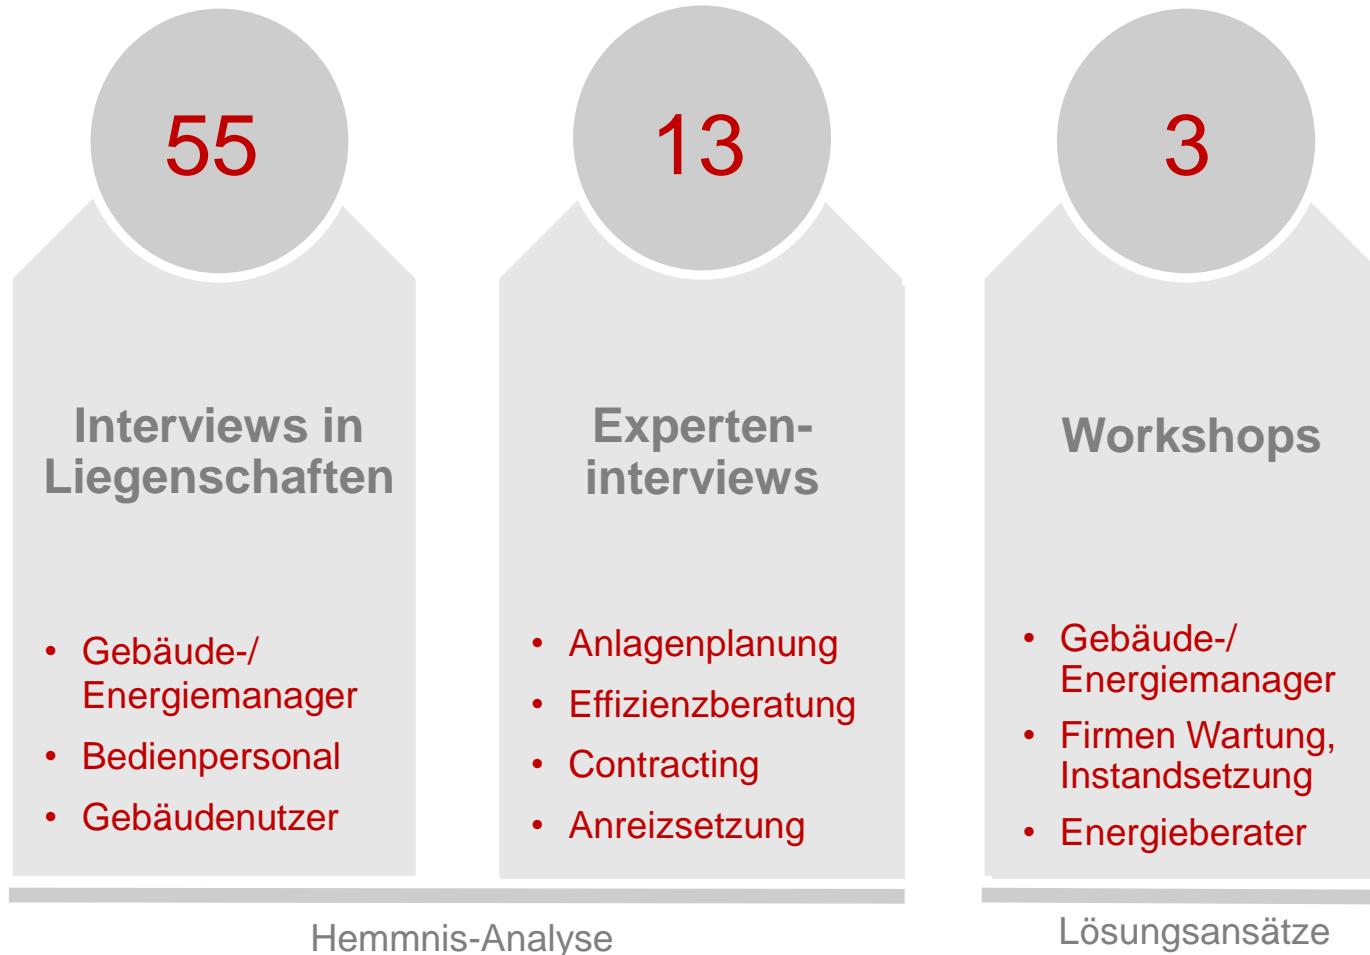 55
Interviews in
Liegenschaften
• Gebäude-/
Energiemanager
• Bedienpersonal
• Gebäudenutzer
13
Experten-
interviews
• Anlagenplanung
• Effizienzberatung
• Contracting
• Anreizsetzung
3
Workshops
• Gebäude-/
Energiemanager
• Firmen Wartung,
Instandsetzung
• Energieberater
Hemmnis-Analyse
Lösungsansätze